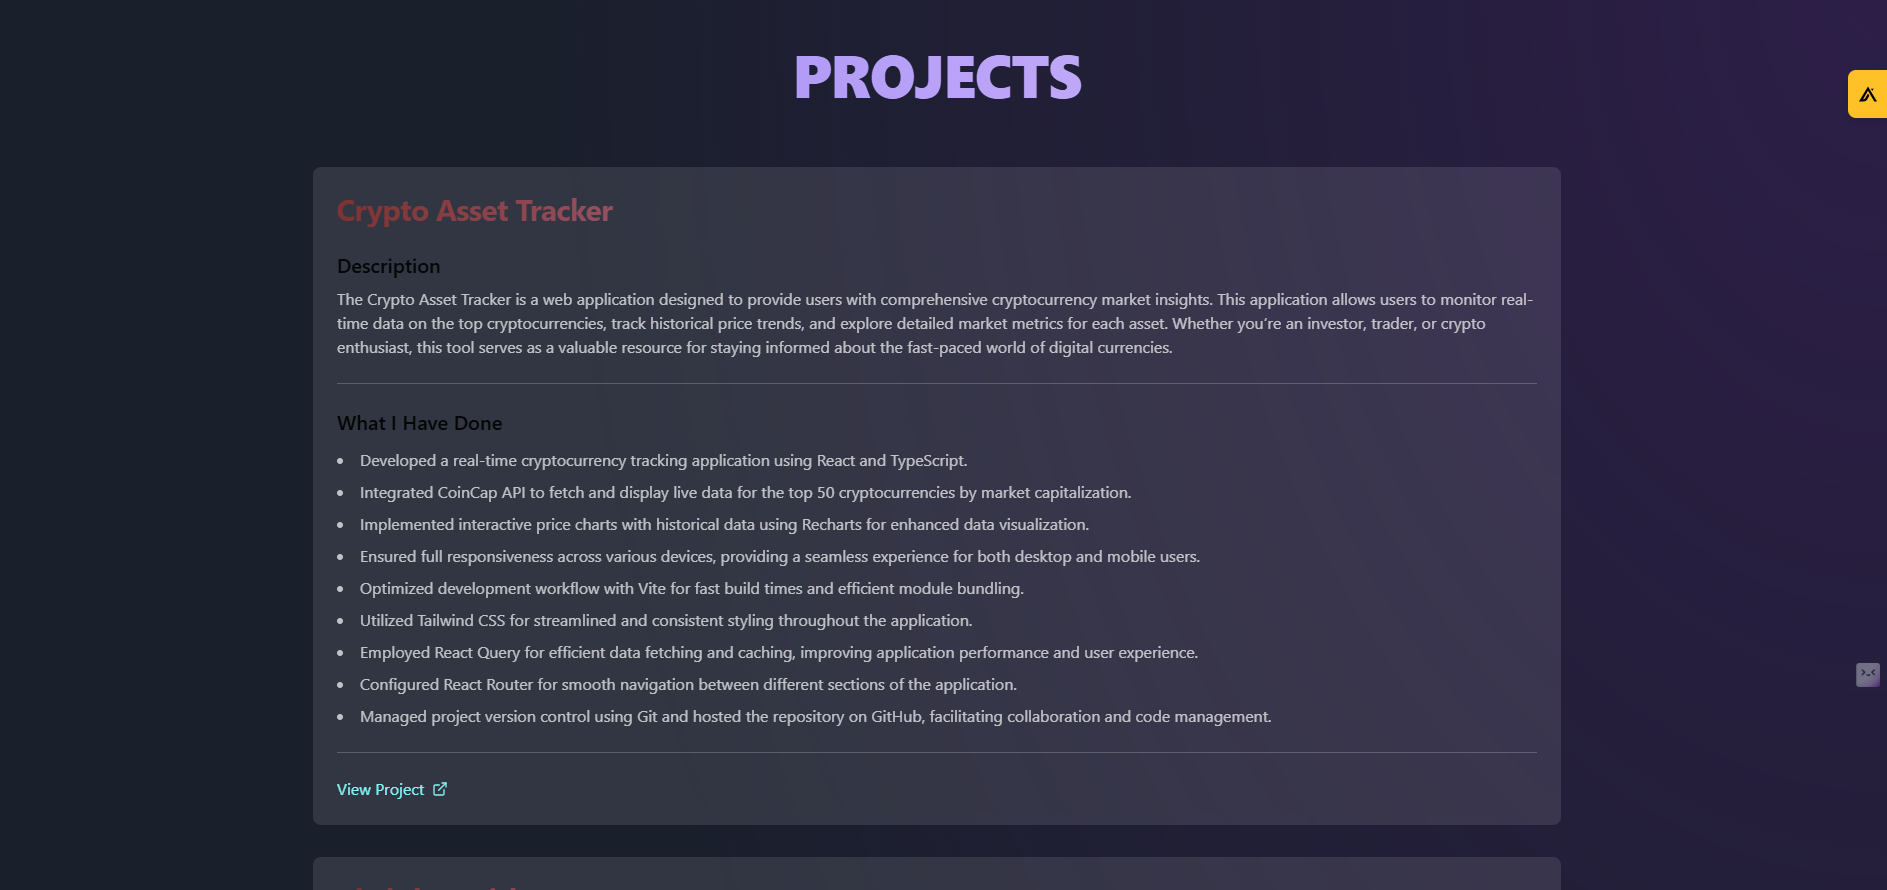 PROJECTS
Crypto Asset Tracker
Description
The Crypto Asset Tracker is a web application designed to provide users with comprehensive cryptocurrency market insights. This application allows users to monitor real-
time data on the top cryptocurrencies, track historical price trends, and explore detailed market metrics for each asset. Whether you’re an investor, trader, or crypto
enthusiast, this tool serves as a valuable resource for staying informed about the fast-paced world of digital currencies.
What I Have Done
• Developed a real-time cryptocurrency tracking application using React and TypeScript.
• Integrated CoinCap API to fetch and display live data for the top 50 cryptocurrencies by market capitalization.
• Implemented interactive price charts with historical data using Recharts for enhanced data visualization.
• Ensured full responsiveness across various devices, providing a seamless experience for both desktop and mobile users.
• Optimized development workflow with Vite for fast build times and efficient module bundling.
• Utilized Tailwind CSS for streamlined and consistent styling throughout the application.
• Employed React Query for efficient data fetching and caching, improving application performance and user experience.
• Configured React Router for smooth navigation between different sections of the application.
• Managed project version control using Git and hosted the repository on GitHub, facilitating collaboration and code management.
View Project